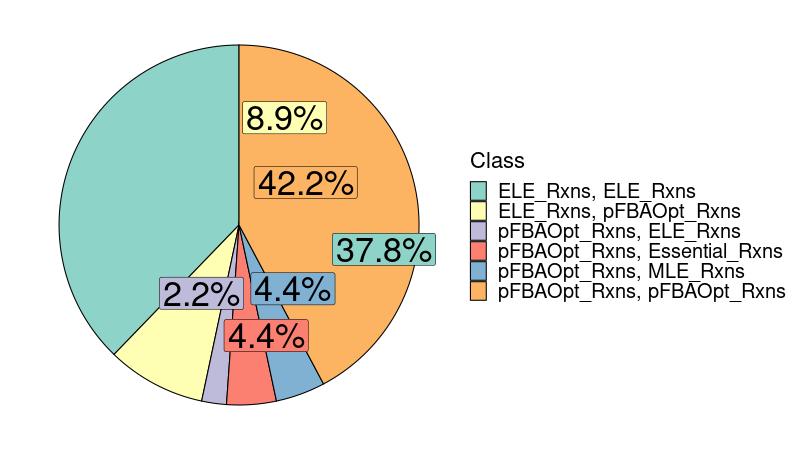 8.9%
42.2%
37.8%
2.2%
4.4%
4.4%
Class
ELE_Rxns, ELE_Rxns
ELE_Rxns, pFBAOpt_Rxns
pFBAOpt_Rxns, ELE_Rxns
pFBAOpt_Rxns, Essential_Rxns
pFBAOpt_Rxns, MLE_Rxns
pFBAOpt_Rxns, pFBAOpt_Rxns